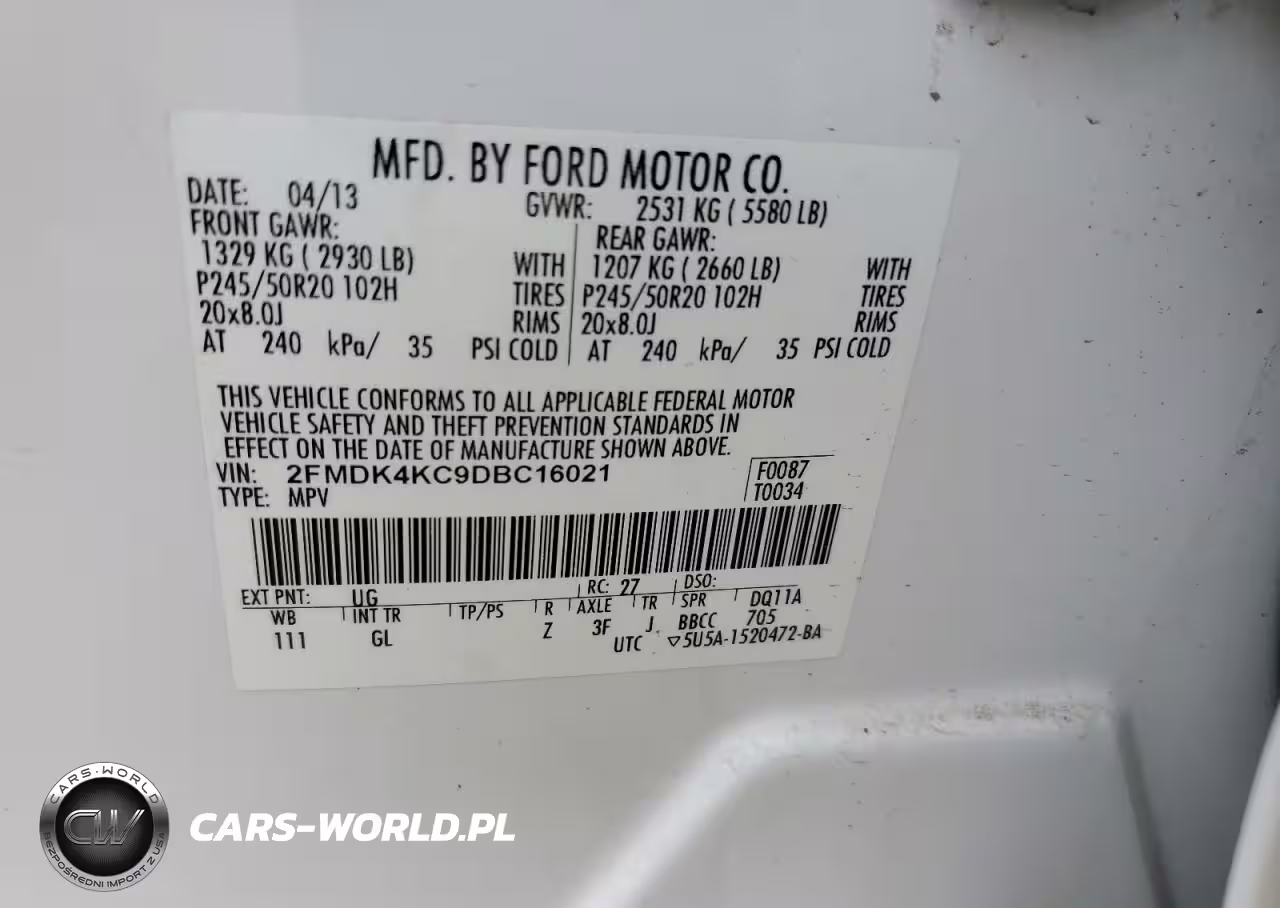 MFD. BY FORD MOTOR CO.
DATE: 04/13 GVWR: 2531 KG ( 5580 LB)
FRONT GAWR: REAR GAWR:
1329 KG ( 2930 LB) WITH 1207 KG ( 2660 LB) WITH
P245/50R20 102H TIRES P245/50R20 102H TIRES
20x8.0J RIMS 20x8.0J RIMS
AT 240 kPa/ 35 PSI COLD AT 240 kPa/ 35 PSI COLD
THIS VEHICLE CONFORMS TO ALL APPLICABLE FEDERAL MOTOR
VEHICLE SAFETY AND THEFT PREVENTION STANDARDS IN
EFFECT ON THE DATE OF MANUFACTURE SHOWN ABOVE.
VIN: 2FMDK4KC9DBC16021 F0087
TYPE: MPV T0034
EXT PNT: UG RC: 27 DSO:
WB INT TR TP/PS R AXLE TR SPR DQ11A
111 GL Z 3F J BBCC 705
UTC ▽5U5A-1520472-BA
CARS-WORLD
CW
BEZPOŚREDNI IMPORT Z USA
CARS-WORLD.PL